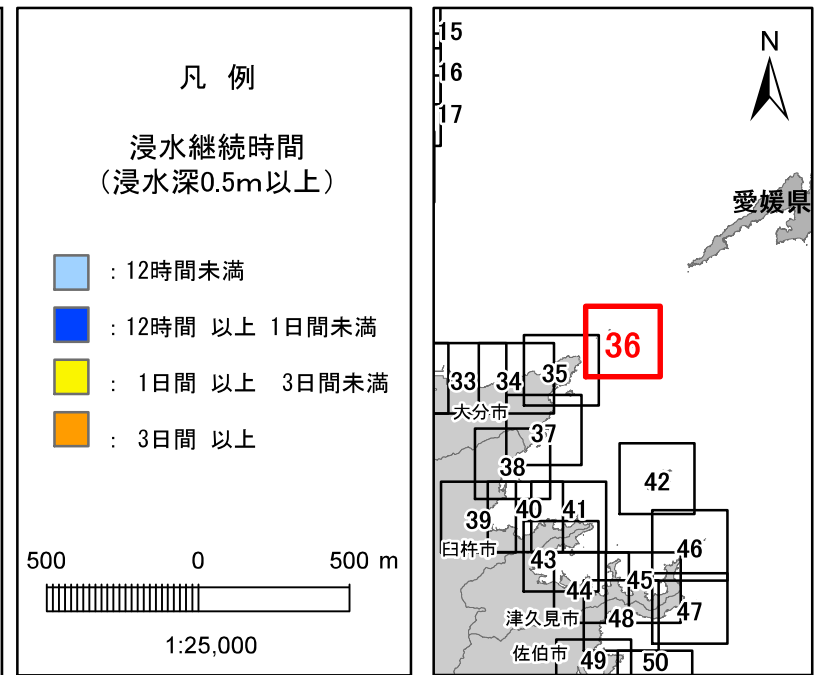 凡 例
浸水継続時間
（浸水深0.5m以上）
：12時間未満
：12時間 以上 1日間未満
： 1日間 以上 3日間未満
： 3日間 以上
500 0 500 m
1:25,000
15
16
17
N
愛媛県
36
33 34 35
大分市
37
38
42
39 40 41
臼杵市
43
46
45
44
津久見市 48 47
佐伯市
49 50